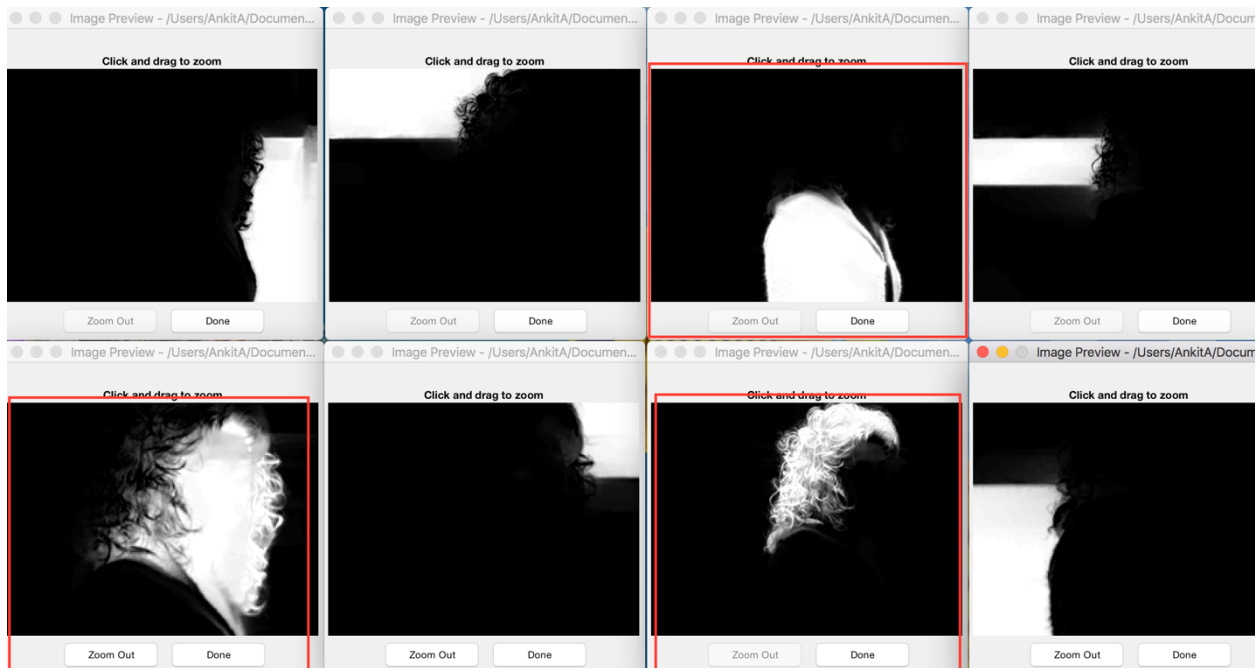 Image Preview - /Users/AnkitA/Documen...
Image Preview - /Users/AnkitA/Documen...
Image Preview - /Users/AnkitA/Documen...
Image Preview - /Users/AnkitA/Docum
Click and drag to zoom
Click and drag to zoom
Click and drag to zoom
Click and drag to zoom
Zoom Out
Done
Zoom Out
Done
Zoom Out
Done
Zoom Out
Done
Image Preview - /Users/AnkitA/Documen...
Image Preview - /Users/AnkitA/Documen...
Image Preview - /Users/AnkitA/Documen...
Image Preview - /Users/AnkitA/Docum
Click and drag to zoom
Click and drag to zoom
Click and drag to zoom
Click and drag to zoom
Zoom Out
Done
Zoom Out
Done
Zoom Out
Done
Zoom Out
Done